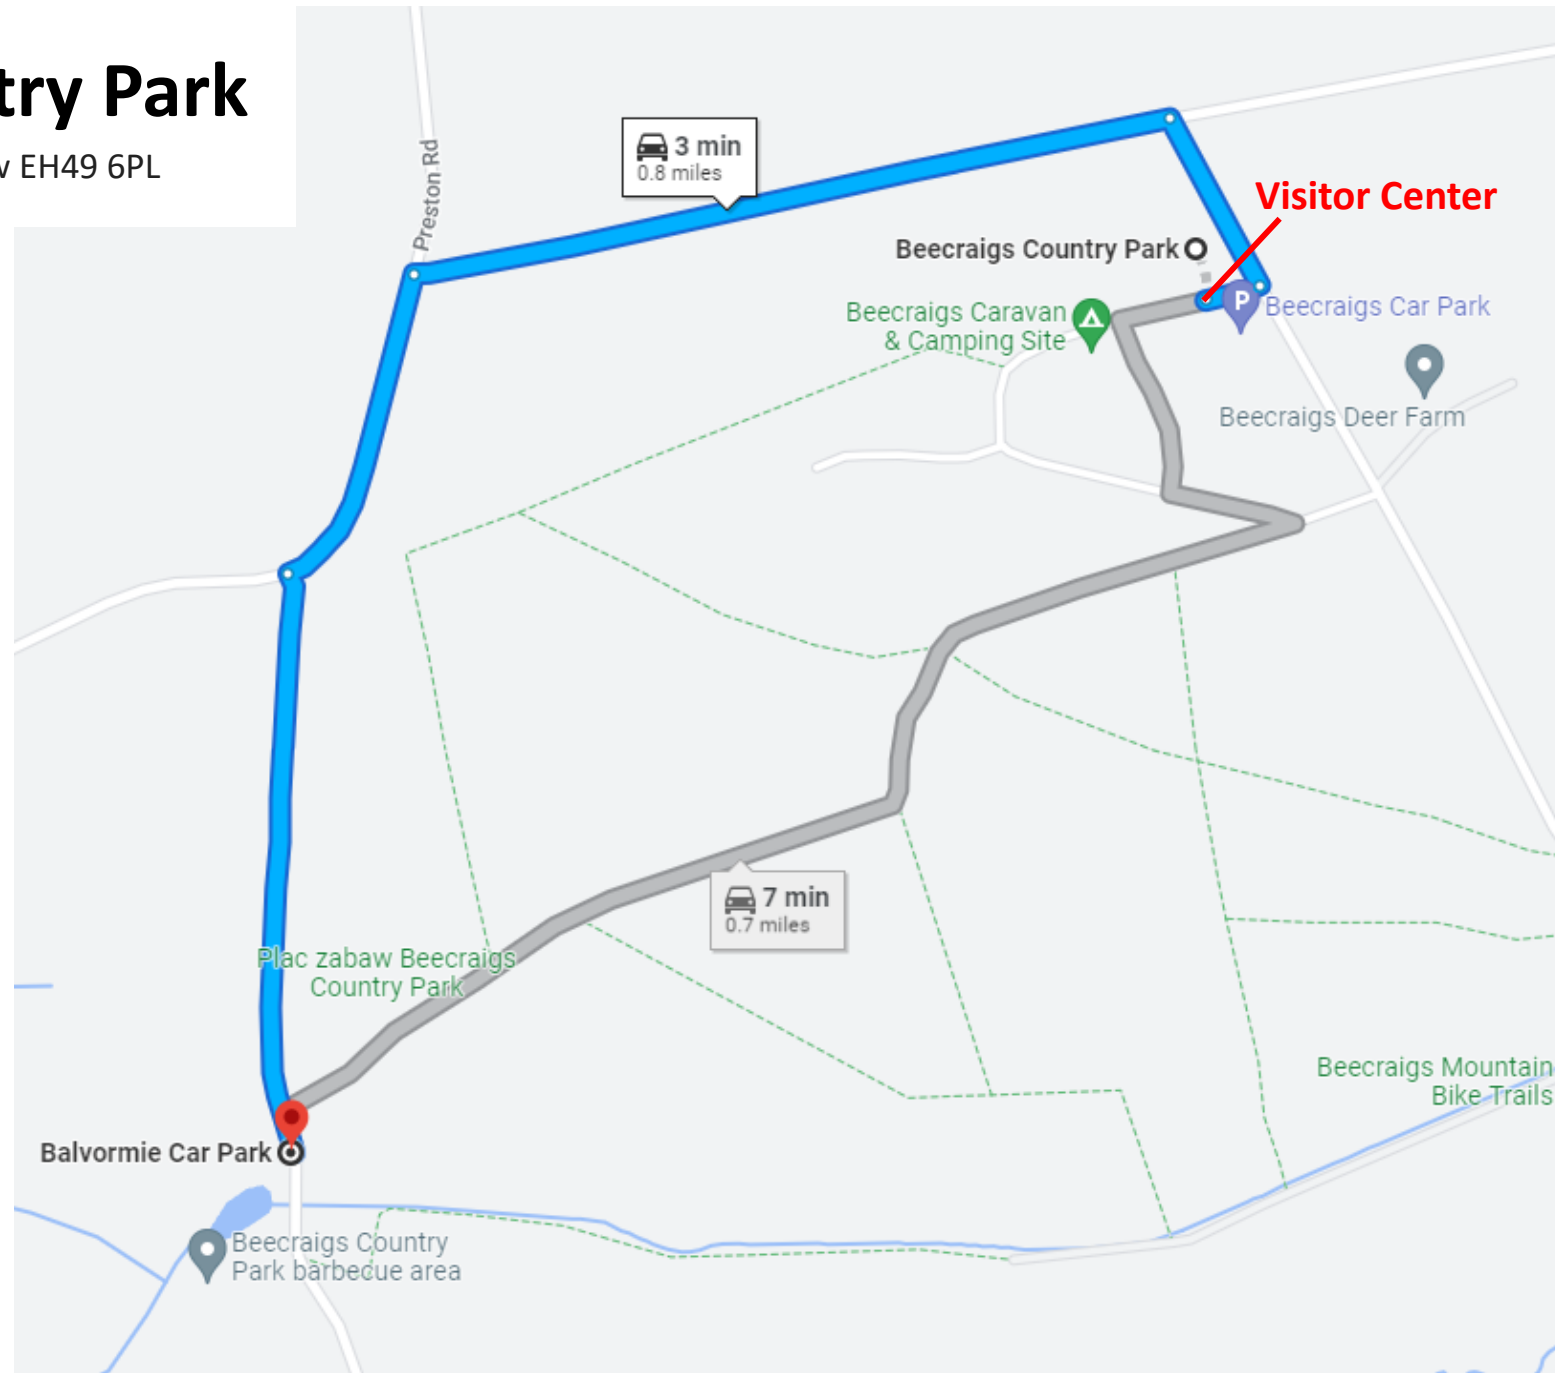 try Park
EH49 6PL
Preston Rd
3 min
0.8 miles
Visitor Center
Beecraigs Country Park
Beecraigs Caravan
& Camping Site
P
Beecraigs Car Park
Beecraigs Deer Farm
7 min
0.7 miles
Plac zabaw Beecraigs
Country Park
Beecraigs Mountain
Bike Trails
Balvormie Car Park
Beecraigs Country
Park barbecue area